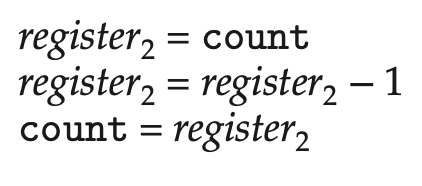 register₂ = count
register₂ = register₂ − 1
count = register₂